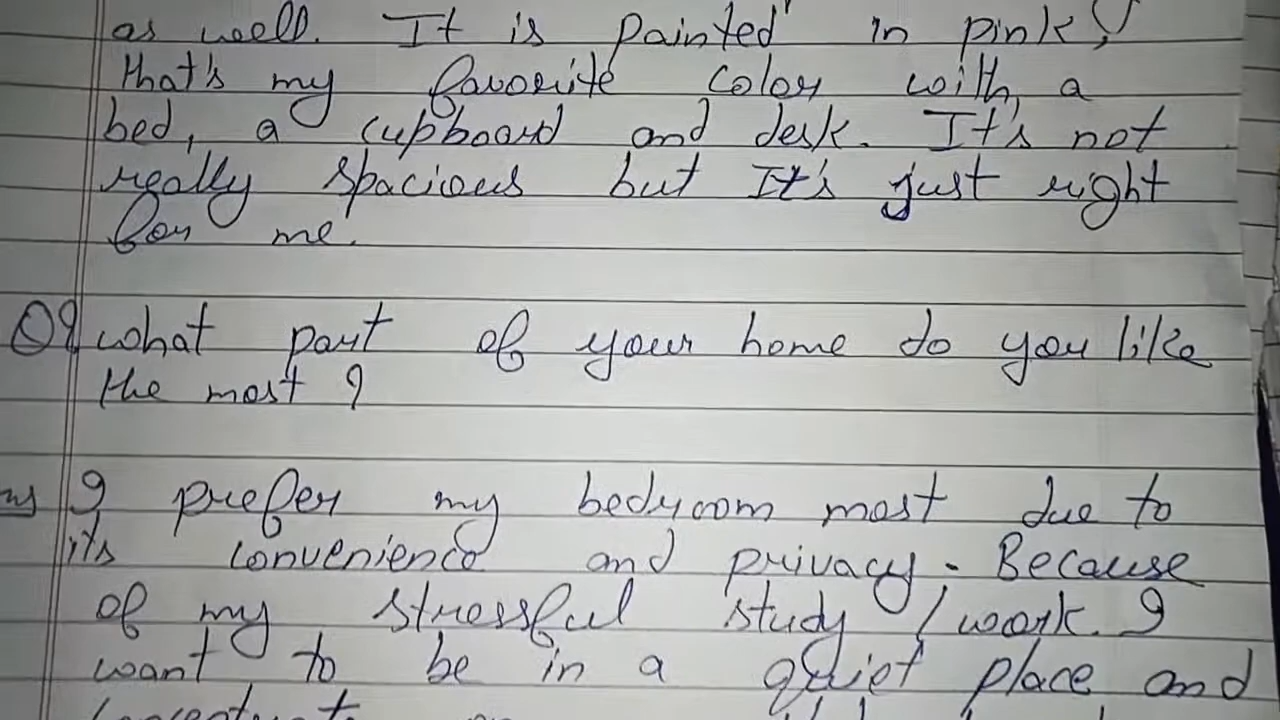 as well. It is painted in pink,
that's my favorite color with a
bed, a cupboard and desk. It's not
really spacious but It's just right
for me.
Q9 what part of your home do you like
the most ?
ns I prefer my bedroom most due to
its convenience and privacy. Because
of my stressful study / work. I
want to be in a quiet place and